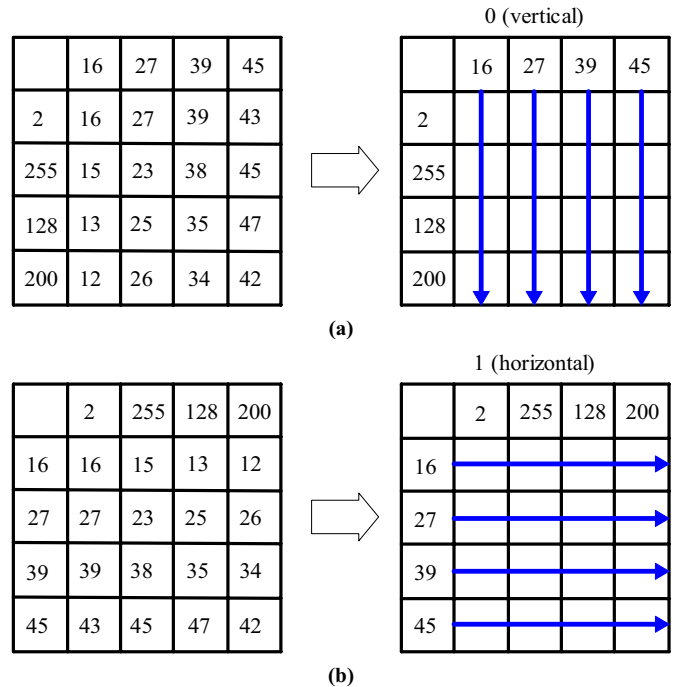 0 (vertical)
16 27 39 45
2 16 27 39 43
255 15 23 38 45
128 13 25 35 47
200 12 26 34 42
16 27 39 45
2
255
128
200
(a)
1 (horizontal)
2 255 128 200
16 16 15 13 12
27 27 23 25 26
39 39 38 35 34
45 43 45 47 42
2 255 128 200
16
27
39
45
(b)